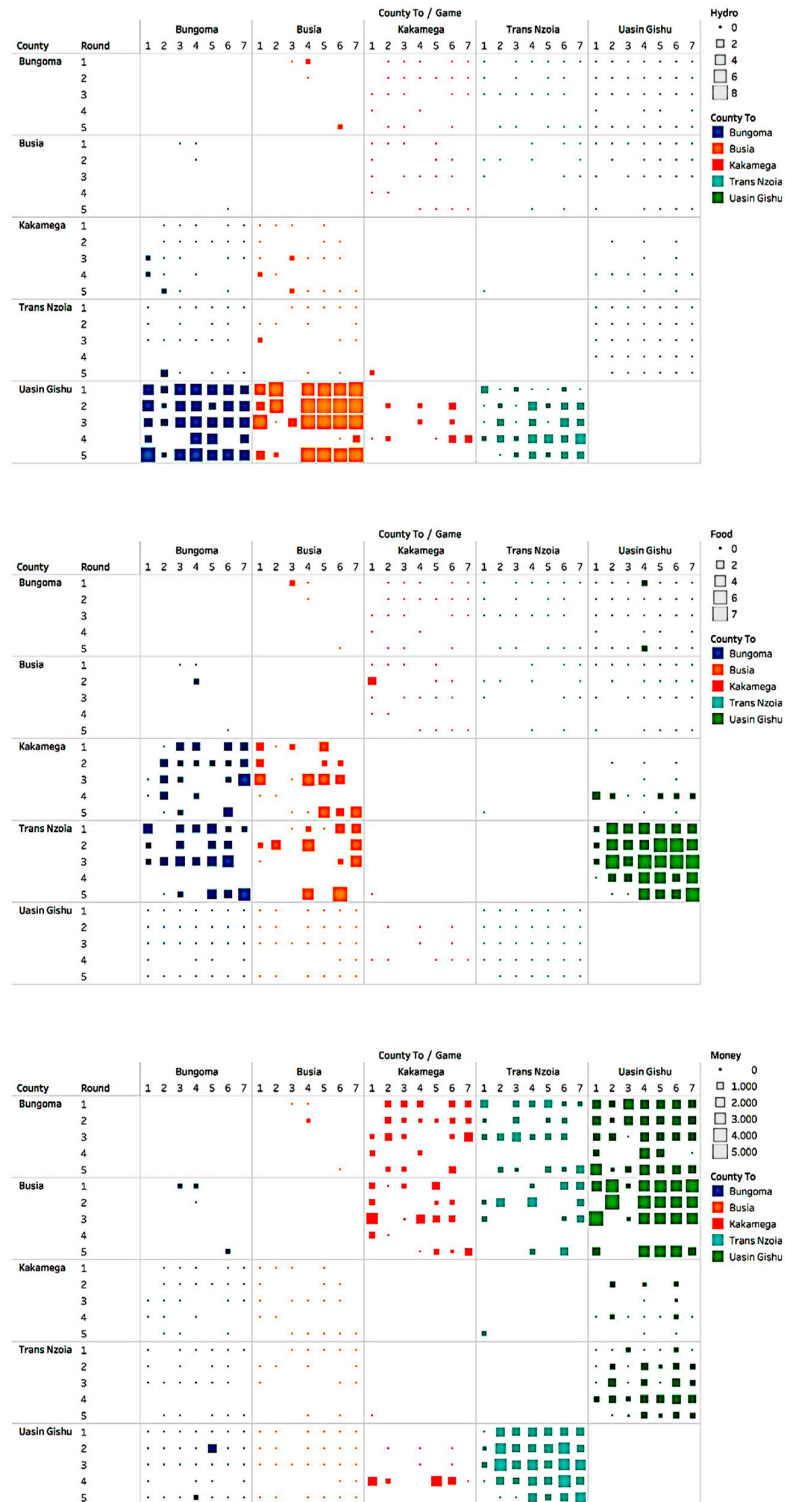 County To / Game
Bungoma Busia Kakamega Trans Nzoia Uasin Gishu
County Round 1 2 3 4 5 6 7 1 2 3 4 5 6 7 1 2 3 4 5 6 7 1 2 3 4 5 6 7 1 2 3 4 5 6 7
Bungoma 1
2
3
4
5
Busia 1
2
3
4
5
Kakamega 1
2
3
4
5
Trans Nzoia 1
2
3
4
5
Uasin Gishu 1
2
3
4
5
Hydro
0
2
4
6
8
County To
Bungoma
Busia
Kakamega
Trans Nzoia
Uasin Gishu
County To / Game
Bungoma Busia Kakamega Trans Nzoia Uasin Gishu
County Round 1 2 3 4 5 6 7 1 2 3 4 5 6 7 1 2 3 4 5 6 7 1 2 3 4 5 6 7 1 2 3 4 5 6 7
Bungoma 1
2
3
4
5
Busia 1
2
3
4
5
Kakamega 1
2
3
4
5
Trans Nzoia 1
2
3
4
5
Uasin Gishu 1
2
3
4
5
Food
0
2
4
6
7
County To
Bungoma
Busia
Kakamega
Trans Nzoia
Uasin Gishu
County To / Game
Bungoma Busia Kakamega Trans Nzoia Uasin Gishu
County Round 1 2 3 4 5 6 7 1 2 3 4 5 6 7 1 2 3 4 5 6 7 1 2 3 4 5 6 7 1 2 3 4 5 6 7
Bungoma 1
2
3
4
5
Busia 1
2
3
4
5
Kakamega 1
2
3
4
5
Trans Nzoia 1
2
3
4
5
Uasin Gishu 1
2
3
4
5
Money
0
1.000
2.000
3.000
4.000
5.000
County To
Bungoma
Busia
Kakamega
Trans Nzoia
Uasin Gishu